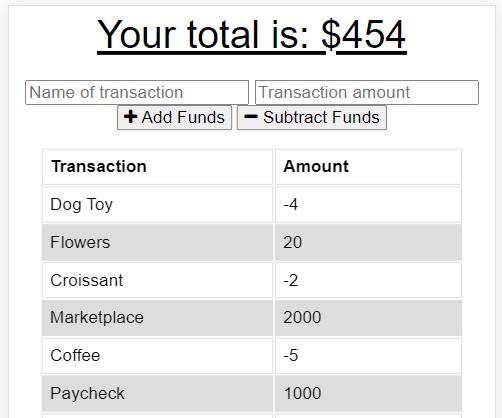 Your total is: $454
Name of transaction Transaction amount
Add Funds Subtract Funds
Transaction Amount
Dog Toy -4
Flowers 20
Croissant -2
Marketplace 2000
Coffee -5
Paycheck 1000